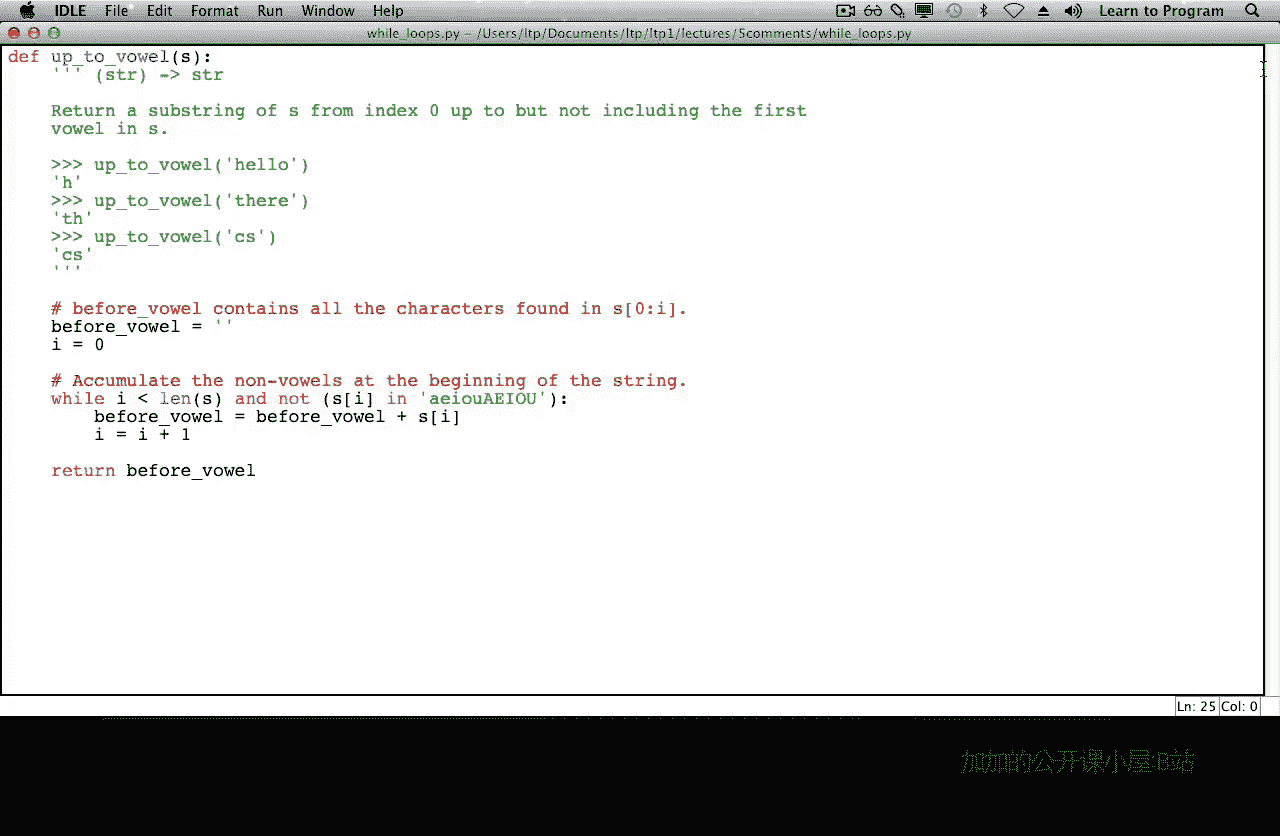 IDLE File Edit Format Run Window Help Learn to Program
while_loops.py – /Users/ltp/Documents/ltp/ltp1/lectures/5comments/while_loops.py
def up_to_vowel(s):
    ''' (str) -> str
    Return a substring of s from index 0 up to but not including the first
    vowel in s.
    >>> up_to_vowel('hello')
    'h'
    >>> up_to_vowel('there')
    'th'
    >>> up_to_vowel('cs')
    'cs'
    '''
    # before_vowel contains all the characters found in s[0:i].
    before_vowel = ''
    i = 0
    # Accumulate the non-vowels at the beginning of the string.
    while i < len(s) and not (s[i] in 'aeiouAEIOU'):
        before_vowel = before_vowel + s[i]
        i = i + 1
    return before_vowel
Ln: 25 Col: 0
加加的公开课小屋:B站